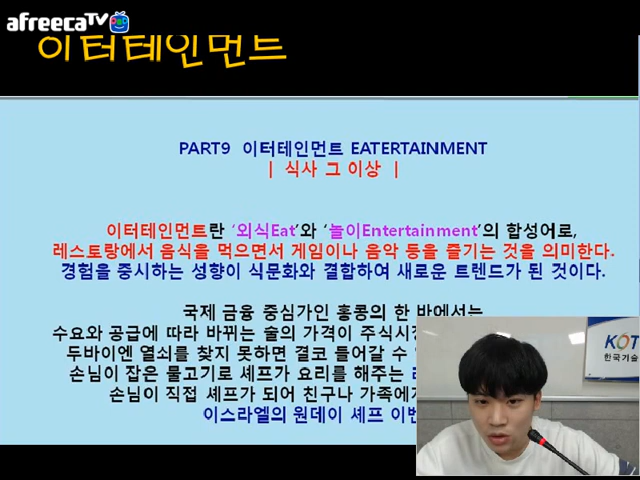 afreecaTV
이터테인먼트
PART9 이터테인먼트 EATERTAINMENT
| 식사 그 이상 |
이터테인먼트란 '외식Eat'와 '놀이Entertainment'의 합성어로,
레스토랑에서 음식을 먹으면서 게임이나 음악 등을 즐기는 것을 의미한다.
경험을 중시하는 성향이 식문화와 결합하여 새로운 트렌드가 된 것이다.
국제 금융 중심가인 홍콩의 한 바에서는
수요와 공급에 따라 바뀌는 술의 가격이 주식시장
두바이엔 열쇠를 찾지 못하면 결코 들어갈 수
손님이 잡은 물고기로 셰프가 요리를 해주는
손님이 직접 셰프가 되어 친구나 가족에게
이스라엘의 원데이 셰프 이벤
KOT
한국기술